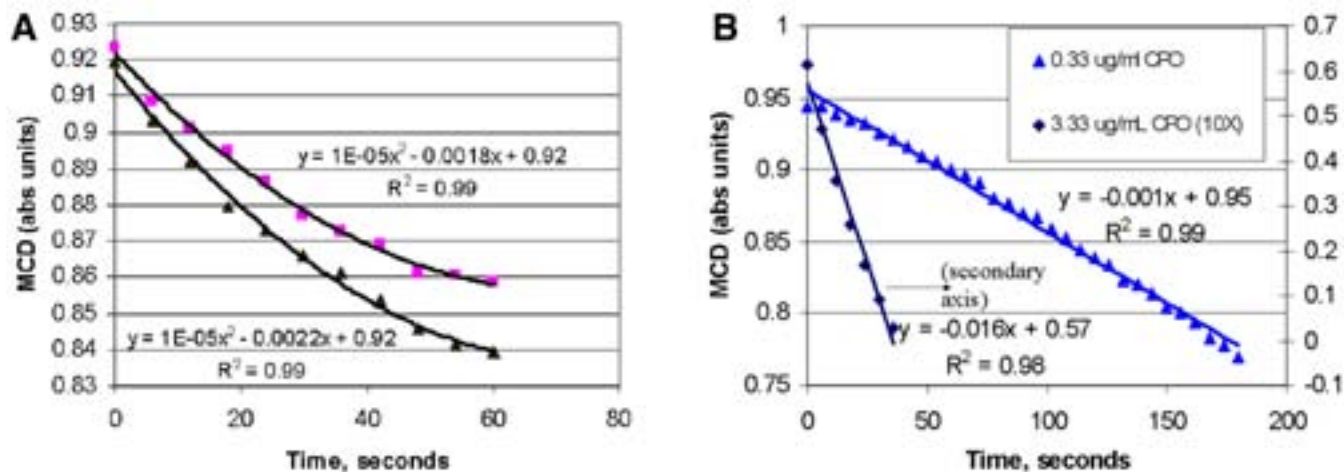 A
MCD (abs units)
0.93
0.92
0.91
0.9
0.89
0.88
0.87
0.86
0.85
0.84
0.83
y = 1E-05x² - 0.0018x + 0.92
R² = 0.99
y = 1E-05x² - 0.0022x + 0.92
R² = 0.99
0 20 40 60 80
Time, seconds
B
MCD (abs units)
1
0.95
0.9
0.85
0.8
0.75
0.33 ug/ml CPO
3.33 ug/mL CPO (10X)
y = -0.001x + 0.95
R² = 0.99
(secondary
axis)
y = -0.016x + 0.57
R² = 0.98
0.7
0.6
0.5
0.4
0.3
0.2
0.1
0
-0.1
0 50 100 150 200
Time, seconds